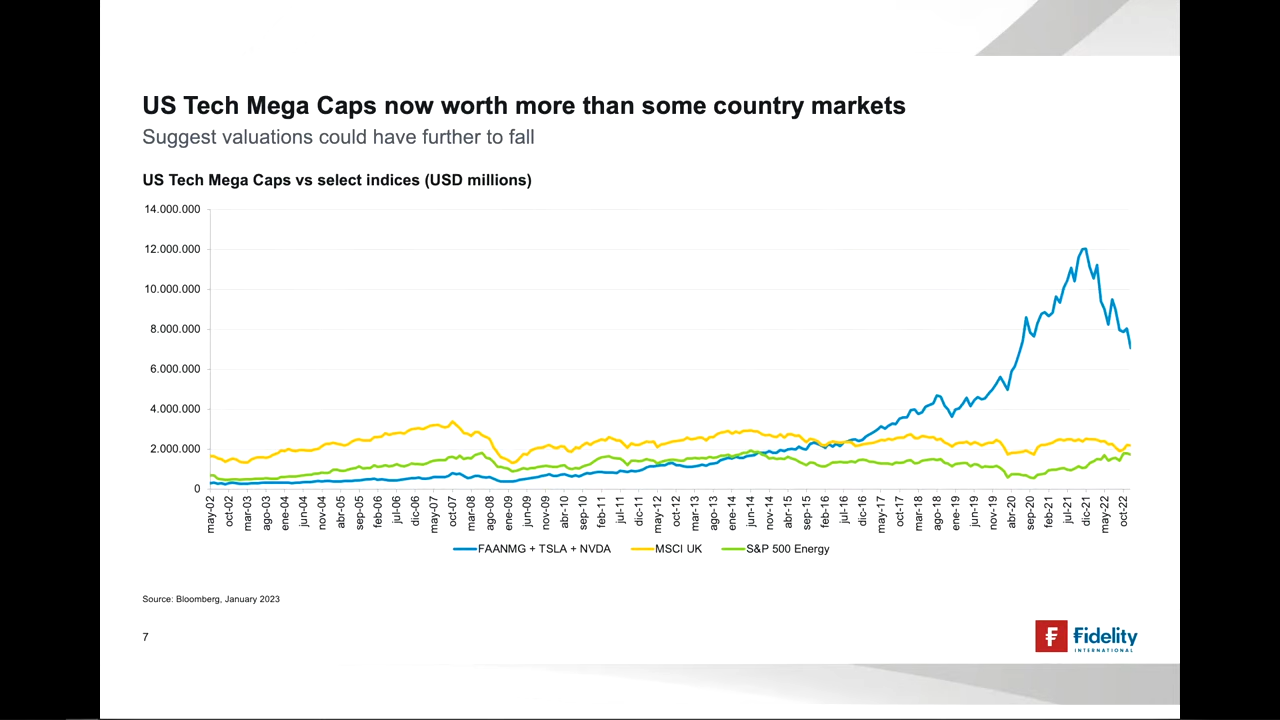 US Tech Mega Caps now worth more than some country markets
Suggest valuations could have further to fall
US Tech Mega Caps vs select indices (USD millions)
14.000.000
12.000.000
10.000.000
8.000.000
6.000.000
4.000.000
2.000.000
0
may-02 oct-02 mar-03 ago-03 ene-04 jun-04 nov-04 abr-05 sep-05 feb-06 jul-06 dic-06 may-07 oct-07 mar-08 ago-08 ene-09 jun-09 nov-09 abr-10 sep-10 feb-11 jul-11 dic-11 may-12 oct-12 mar-13 ago-13 ene-14 jun-14 nov-14 abr-15 sep-15 feb-16 jul-16 dic-16 may-17 oct-17 mar-18 ago-18 ene-19 jun-19 nov-19 abr-20 sep-20 feb-21 jul-21 dic-21 may-22 oct-22
FAANMG + TSLA + NVDA MSCI UK S&P 500 Energy
Source: Bloomberg, January 2023
7
Fidelity
INTERNATIONAL